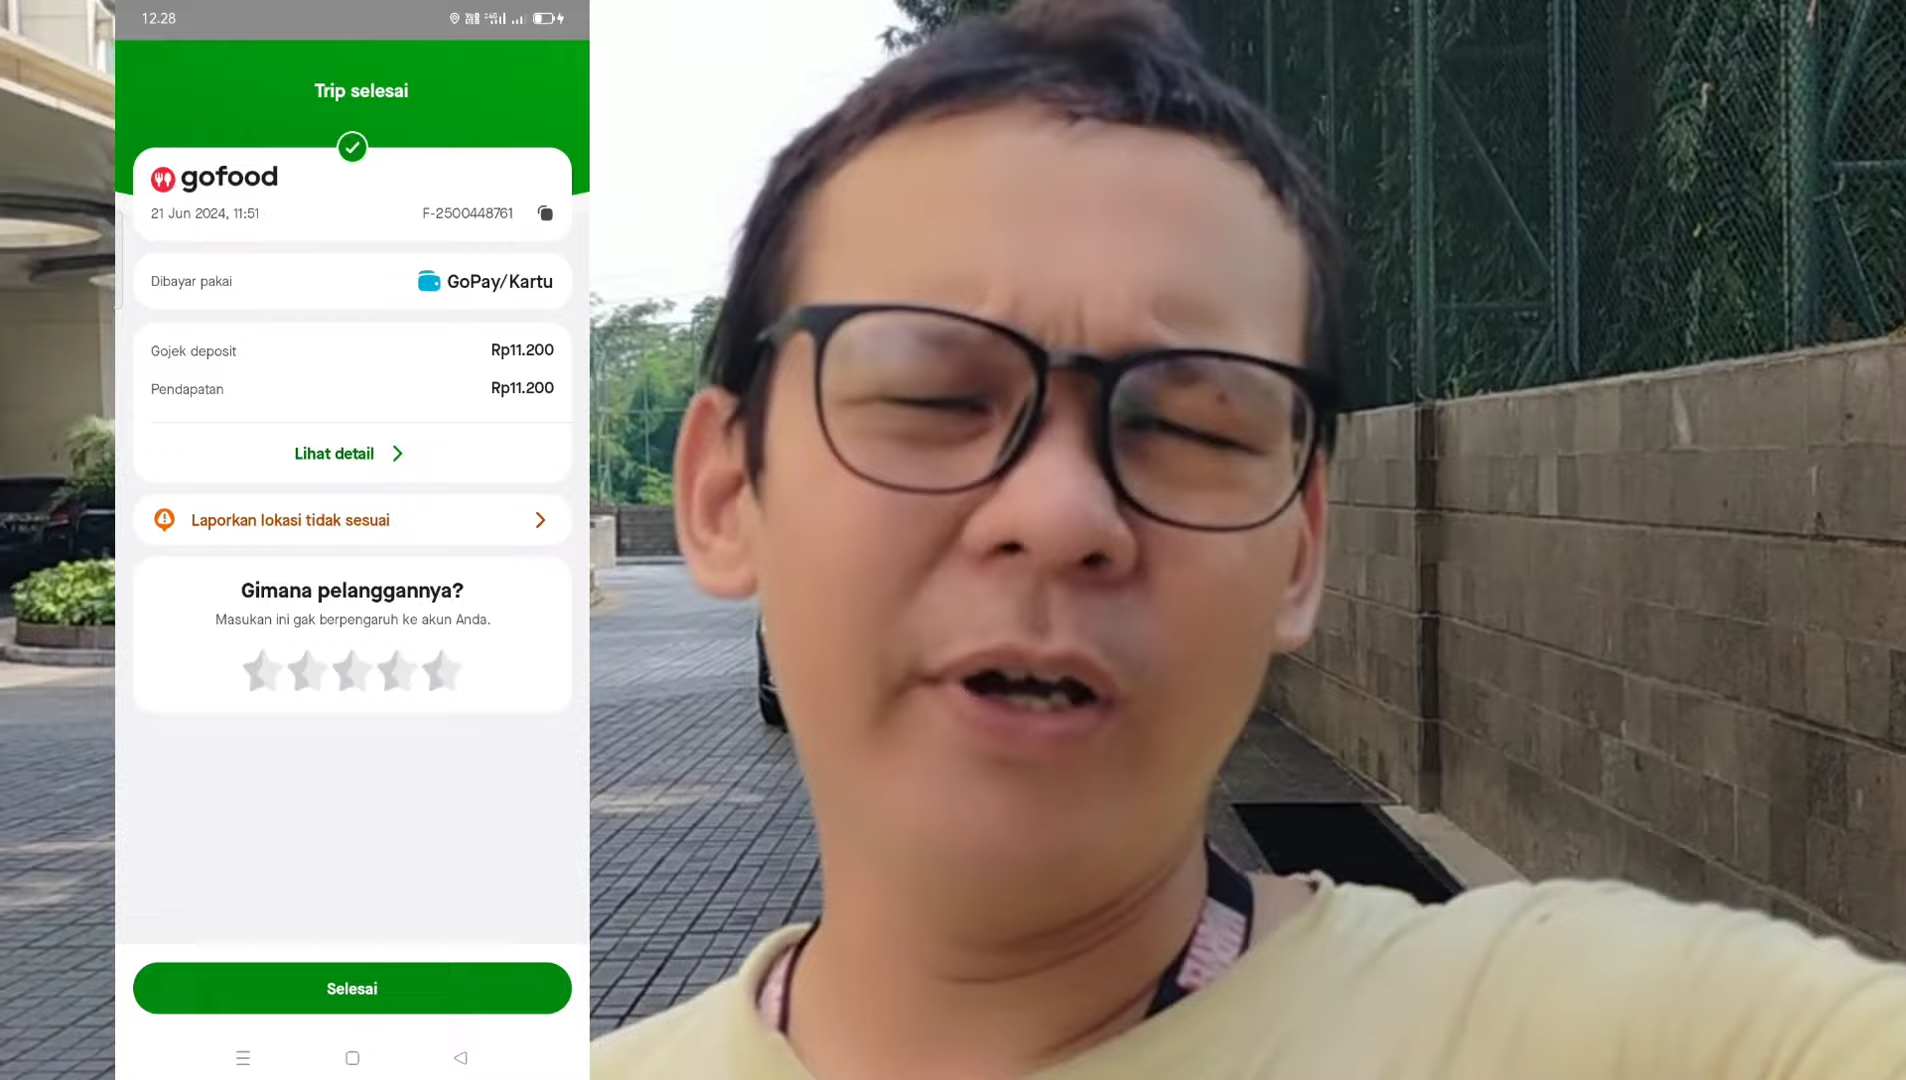 12.28
Trip selesai
gofood
21 Jun 2024, 11:51 F-2500448761
Dibayar pakai GoPay/Kartu
Gojek deposit Rp11.200
Pendapatan Rp11.200
Lihat detail
Laporkan lokasi tidak sesuai
Gimana pelanggannya?
Masukan ini gak berpengaruh ke akun Anda.
Selesai